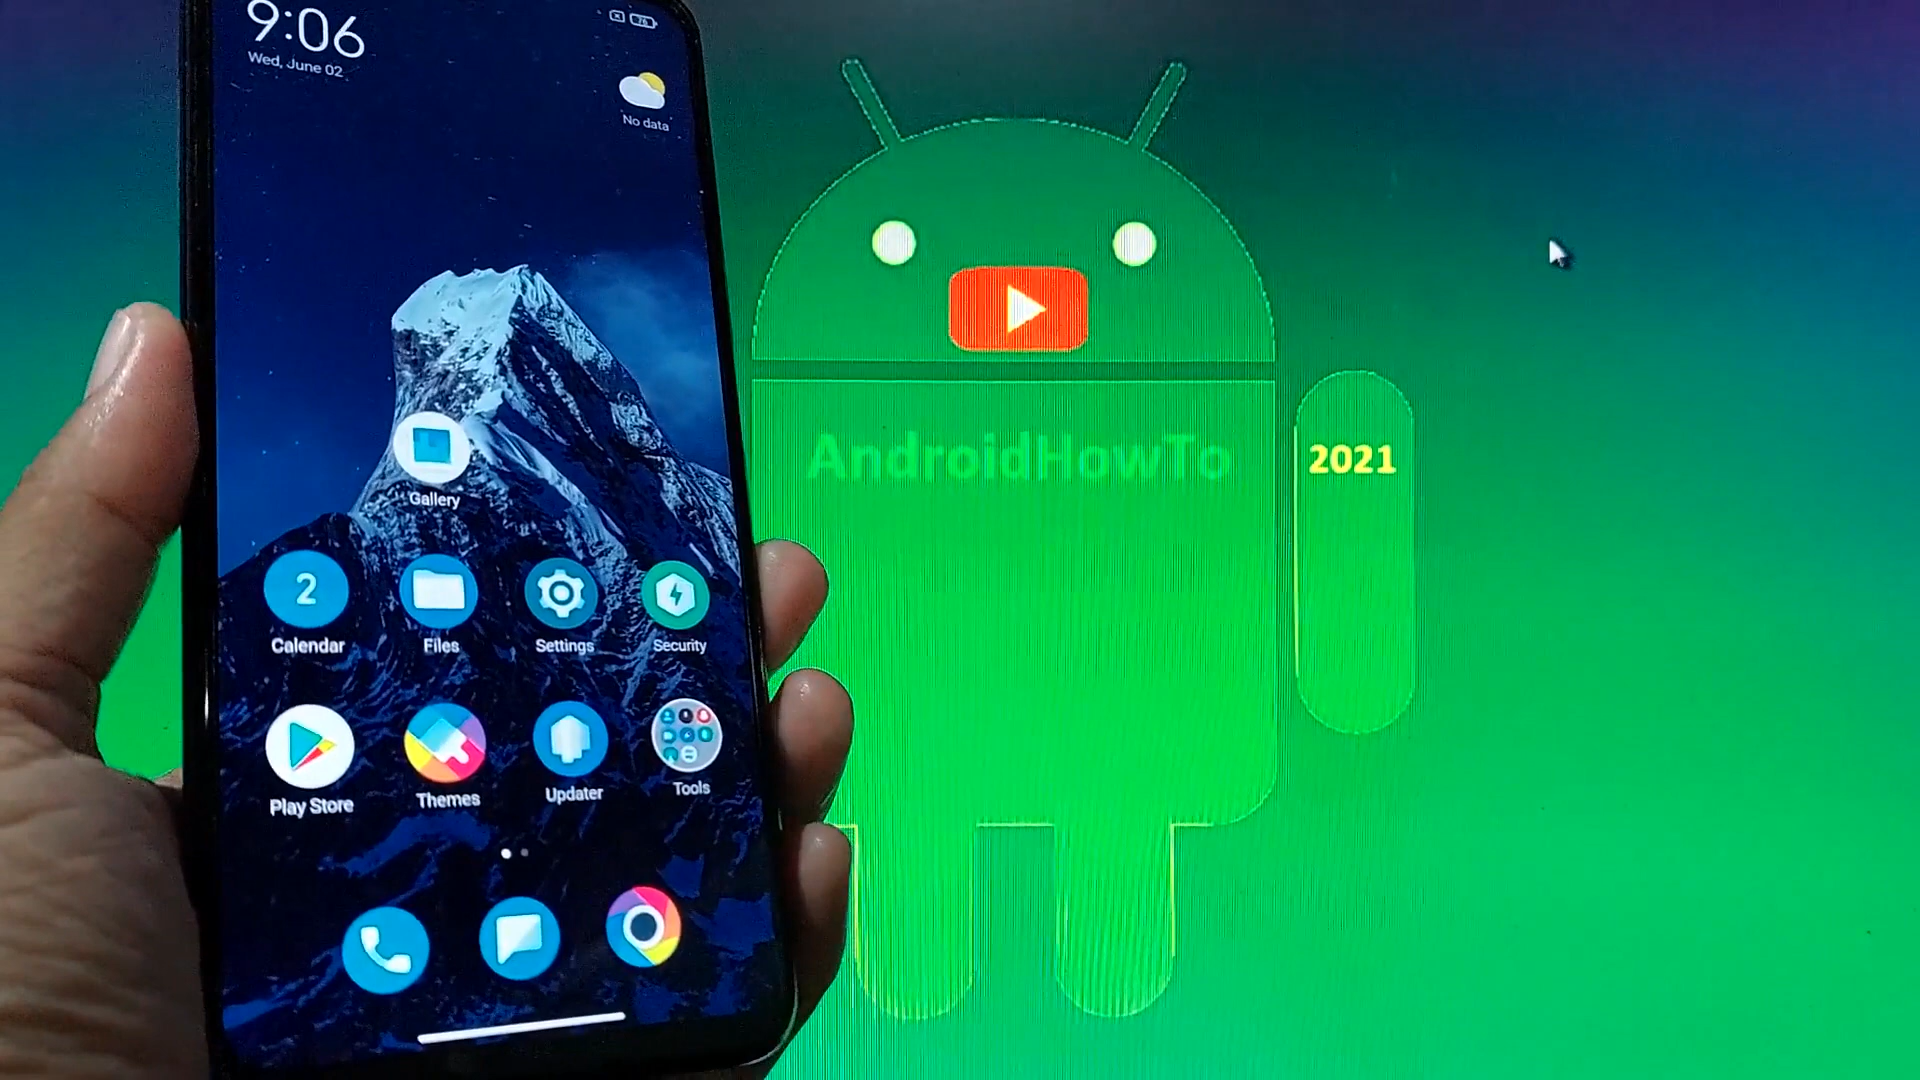 9:06
Wed, June 02
No data
Gallery
2
Calendar
Files
Settings
Security
Play Store
Themes
Updater
Tools
AndroidHowTo
2021